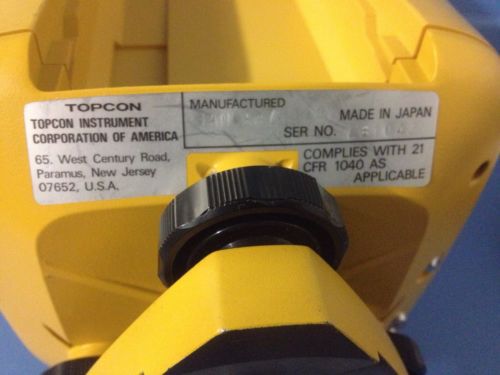 TOPCON
TOPCON INSTRUMENT
CORPORATION OF AMERICA
65. West Century Road,
Paramus, New Jersey
07652, U.S.A.
MANUFACTURED
MADE IN JAPAN
SER NO.
COMPLIES WITH 21
CFR 1040 AS
APPLICABLE